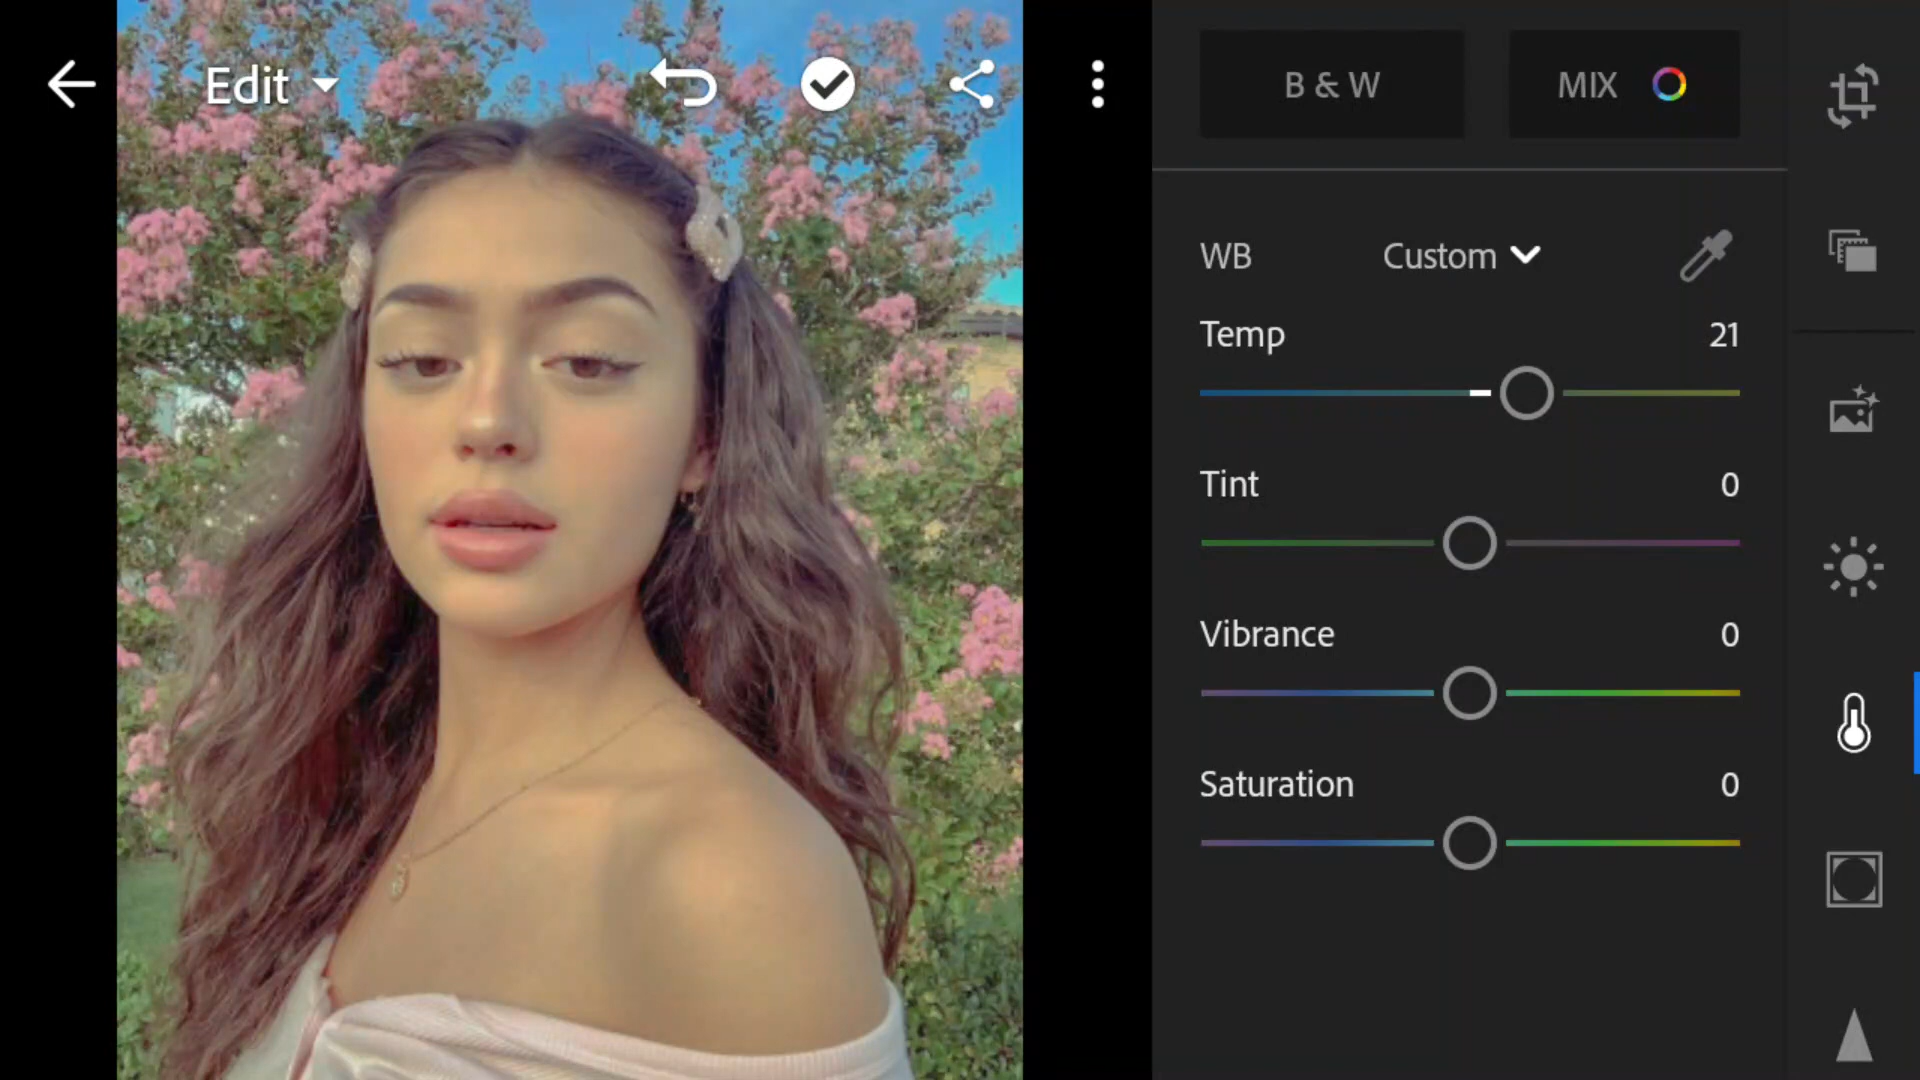 Edit
B & W
MIX
WB
Custom
Temp
21
Tint
0
Vibrance
0
Saturation
0